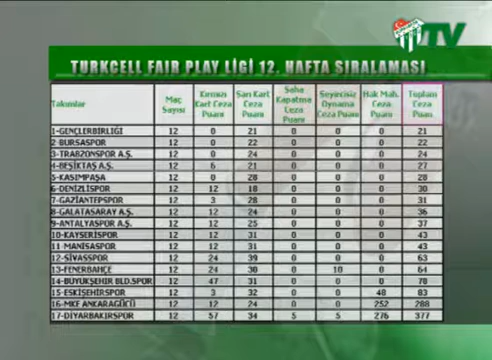 TV
TURKCELL FAIR PLAY LİGİ 12. HAFTA SIRALAMASI
Takımlar Maç Sayısı Kırmızı Kart Ceza Puanı Sarı Kart Ceza Puanı Saha Kapatma Ceza Puanı Seyircisiz Oynama Ceza Puanı Hak Mah. Ceza Puanı Toplam Ceza Puanı
1-GENÇLERBİRLİĞİ 12 0 21 0 0 0 21
2-BURSASPOR 12 0 22 0 0 0 22
3-TRABZONSPOR A.Ş. 12 0 24 0 0 0 24
4-BEŞİKTAŞ A.Ş. 12 6 21 0 0 0 27
5-KASIMPAŞA 12 0 28 0 0 0 28
6-DENİZLİSPOR 12 12 18 0 0 0 30
7-GAZİANTEPSPOR 12 3 28 0 0 0 31
8-GALATASARAY A.Ş. 12 12 24 0 0 0 36
9-ANTALYASPOR A.Ş. 12 12 25 0 0 0 37
10-KAYSERİSPOR 12 12 31 0 0 0 43
11-MANİSASPOR 12 12 31 0 0 0 43
12-SİVASSPOR 12 24 39 0 0 0 63
13-FENERBAHÇE 12 24 30 0 10 0 64
14-BÜYÜKŞEHİR BLD.SPOR 12 47 31 0 0 0 78
15-ESKİŞEHİRSPOR 12 3 32 0 0 48 83
16-MKE ANKARAGÜCÜ 12 12 24 0 0 252 288
17-DİYARBAKIRSPOR 12 57 34 5 5 276 377